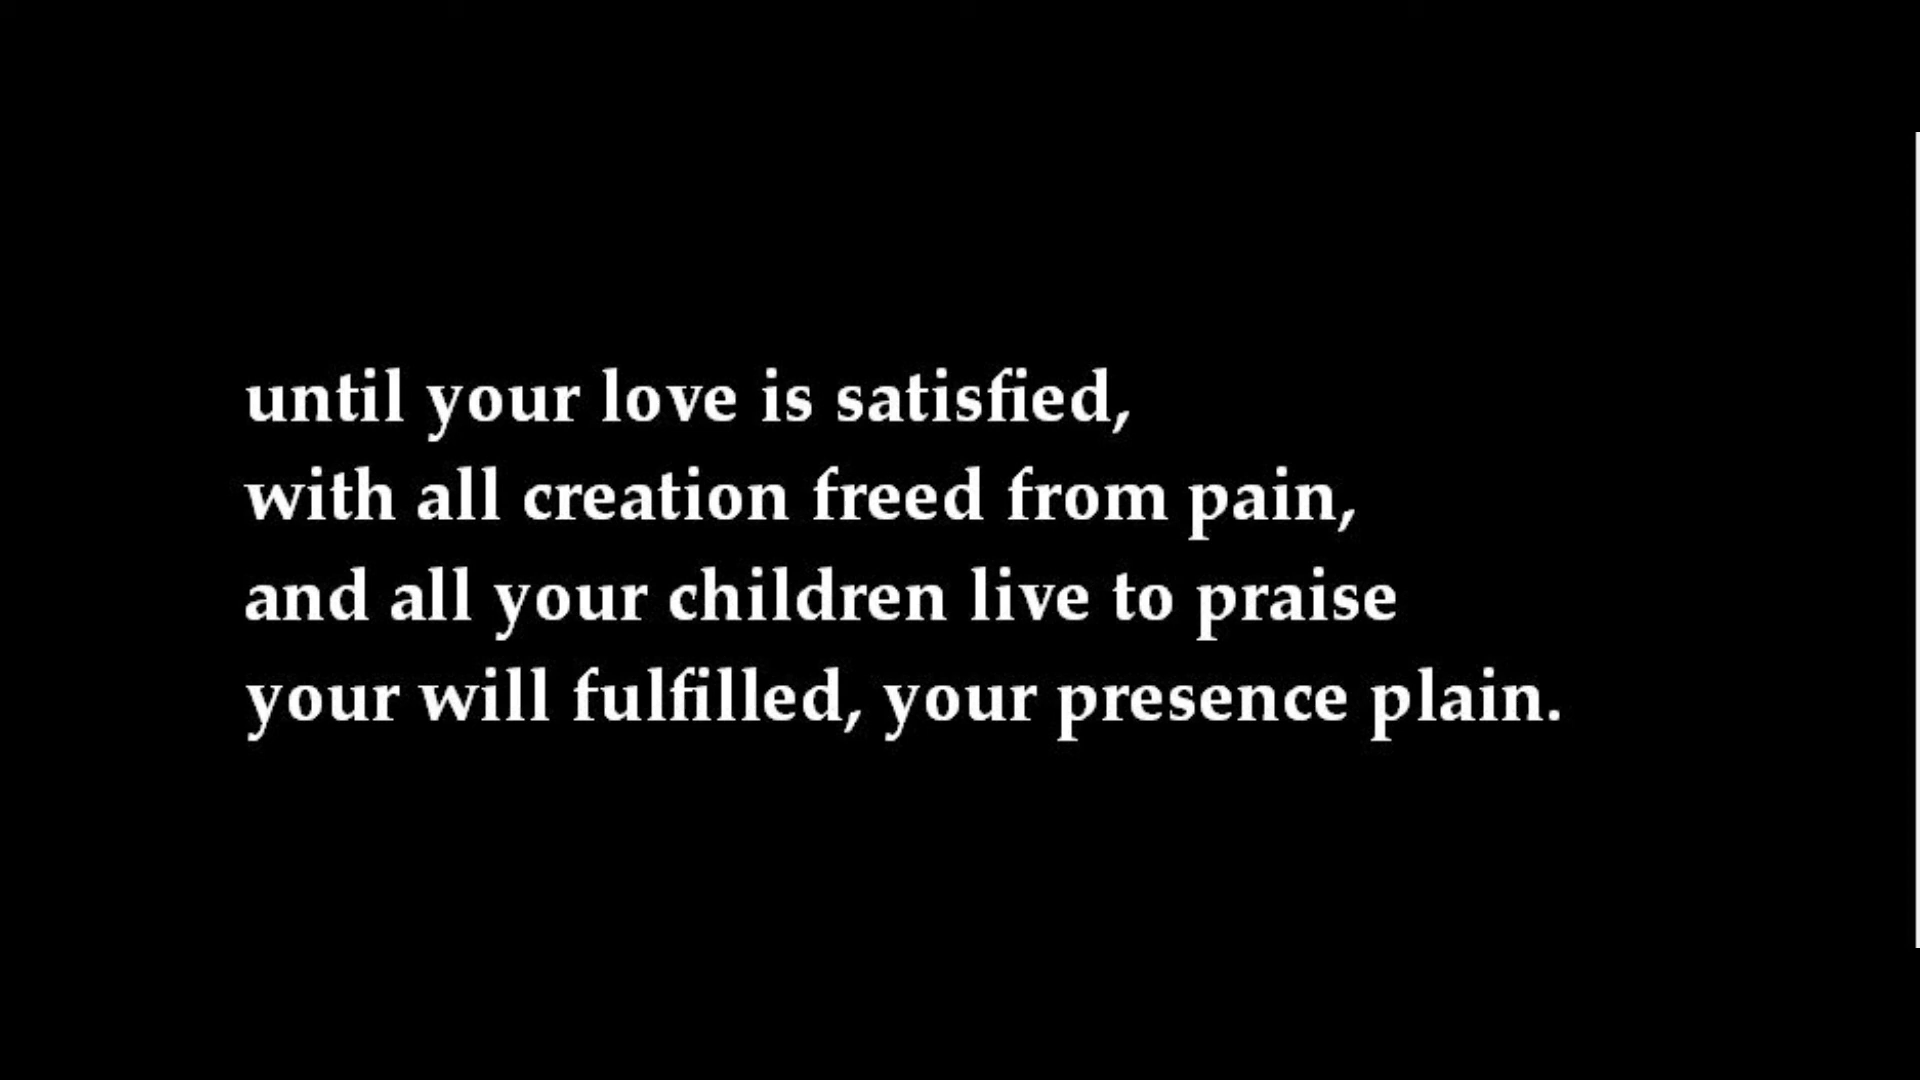 until your love is satisfied,
with all creation freed from pain,
and all your children live to praise
your will fulfilled, your presence plain.